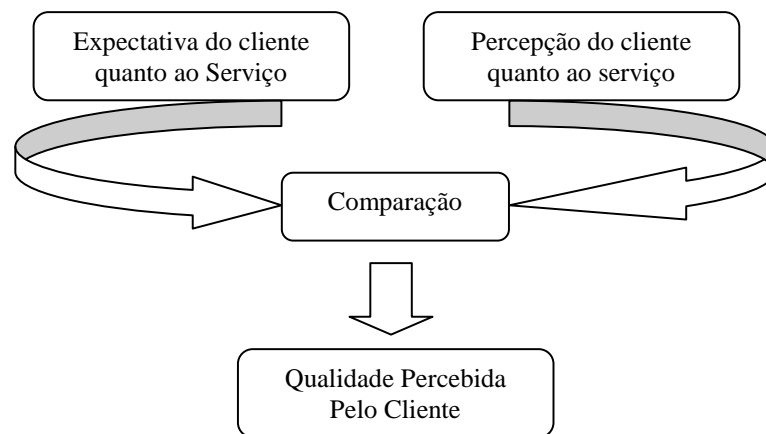 Expectativa do cliente
quanto ao Serviço
Percepção do cliente
quanto ao serviço
Comparação
Qualidade Percebida
Pelo Cliente